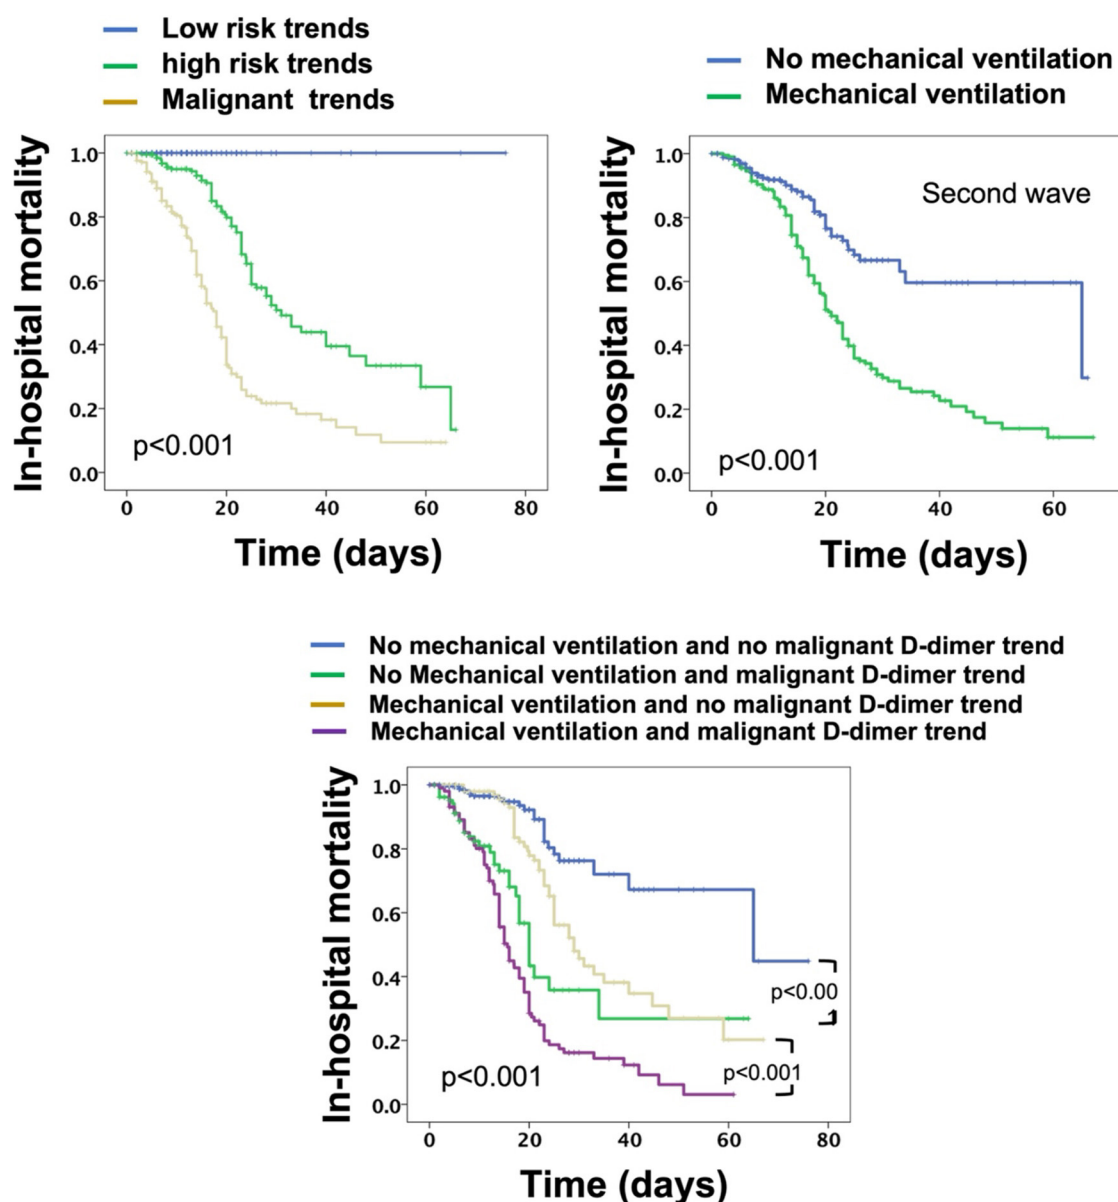 Low risk trends
high risk trends
Malignant trends
In-hospital mortality
1.0
0.8
0.6
0.4
0.2
0.0
p<0.001
0 20 40 60 80
Time (days)
No mechanical ventilation
Mechanical ventilation
In-hospital mortality
1.0
0.8
0.6
0.4
0.2
0.0
Second wave
p<0.001
0 20 40 60
Time (days)
No mechanical ventilation and no malignant D-dimer trend
No Mechanical ventilation and malignant D-dimer trend
Mechanical ventilation and no malignant D-dimer trend
Mechanical ventilation and malignant D-dimer trend
In-hospital mortality
1.0
0.8
0.6
0.4
0.2
0.0
p<0.00
p<0.001
p<0.001
0 20 40 60 80
Time (days)